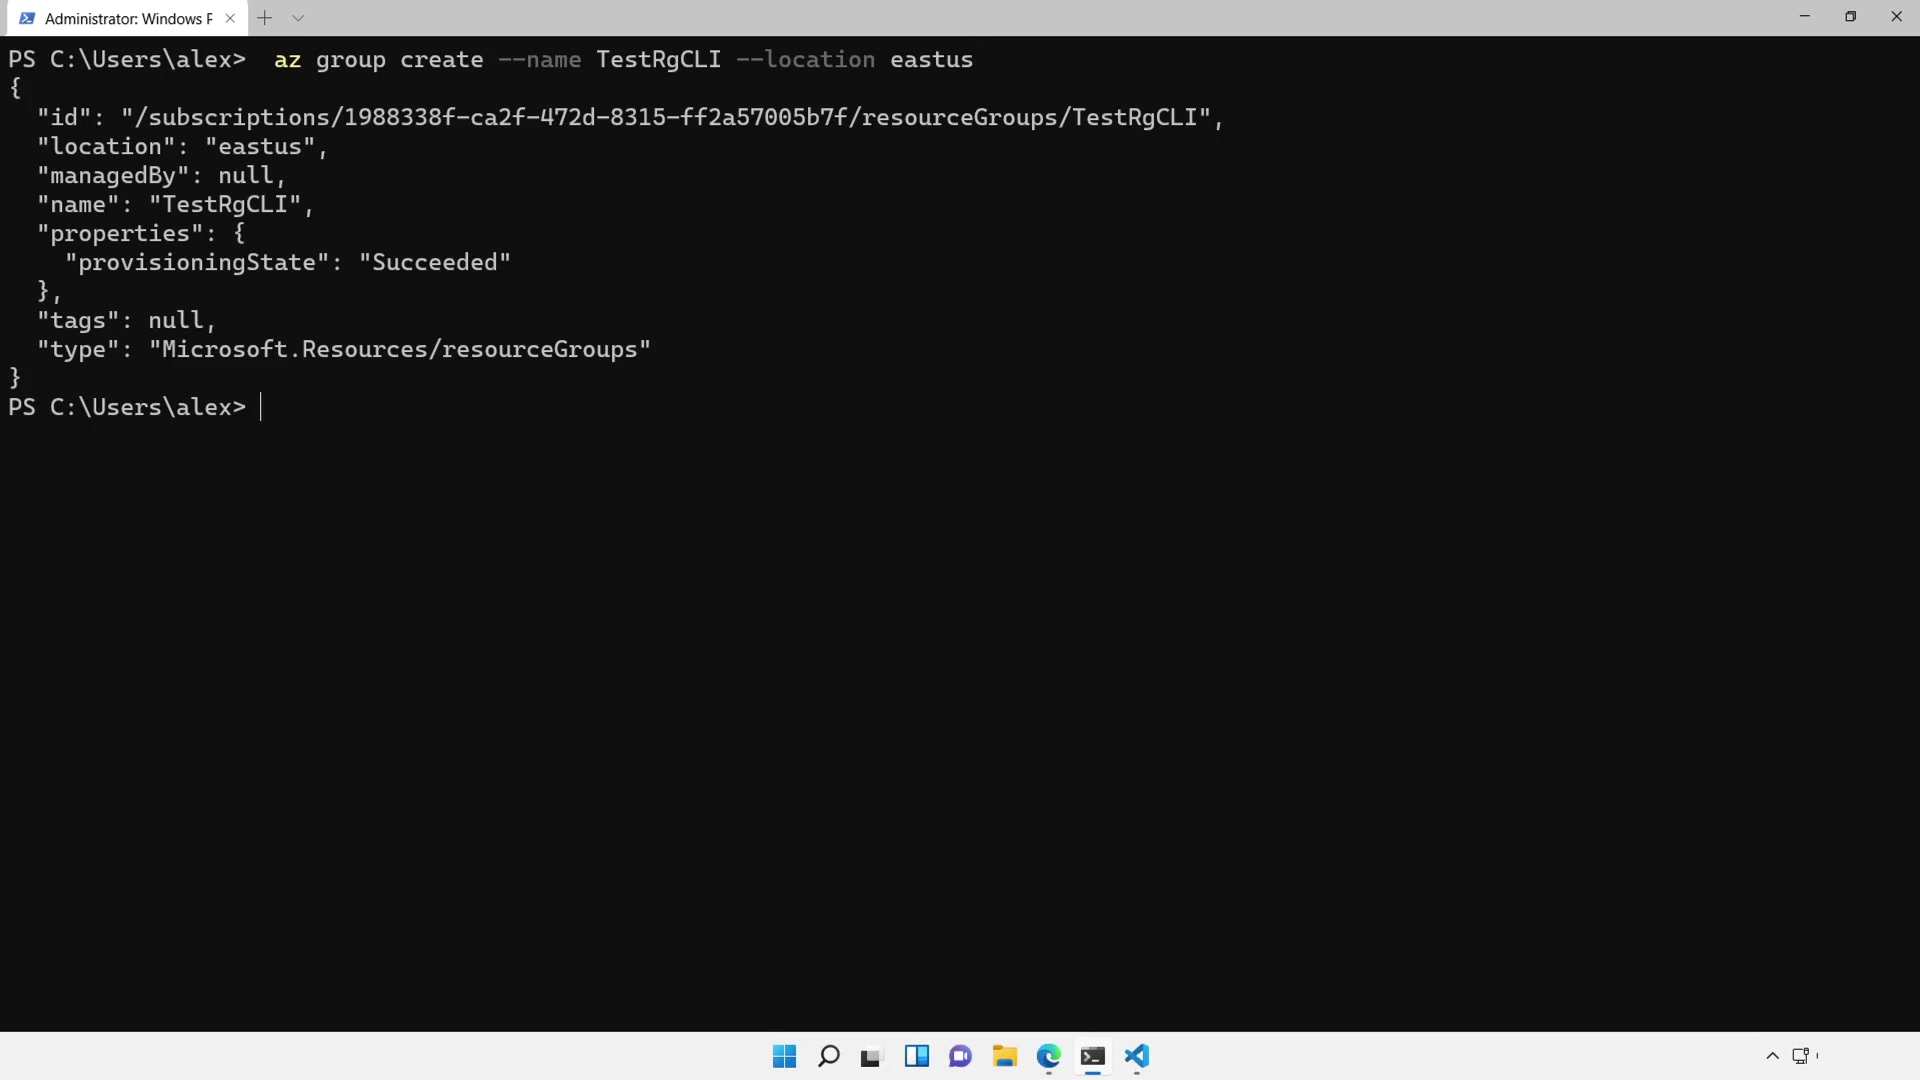 Administrator: Windows P
PS C:\Users\alex>  az group create --name TestRgCLI --location eastus
{
  "id": "/subscriptions/1988338f-ca2f-472d-8315-ff2a57005b7f/resourceGroups/TestRgCLI",
  "location": "eastus",
  "managedBy": null,
  "name": "TestRgCLI",
  "properties": {
    "provisioningState": "Succeeded"
  },
  "tags": null,
  "type": "Microsoft.Resources/resourceGroups"
}
PS C:\Users\alex>